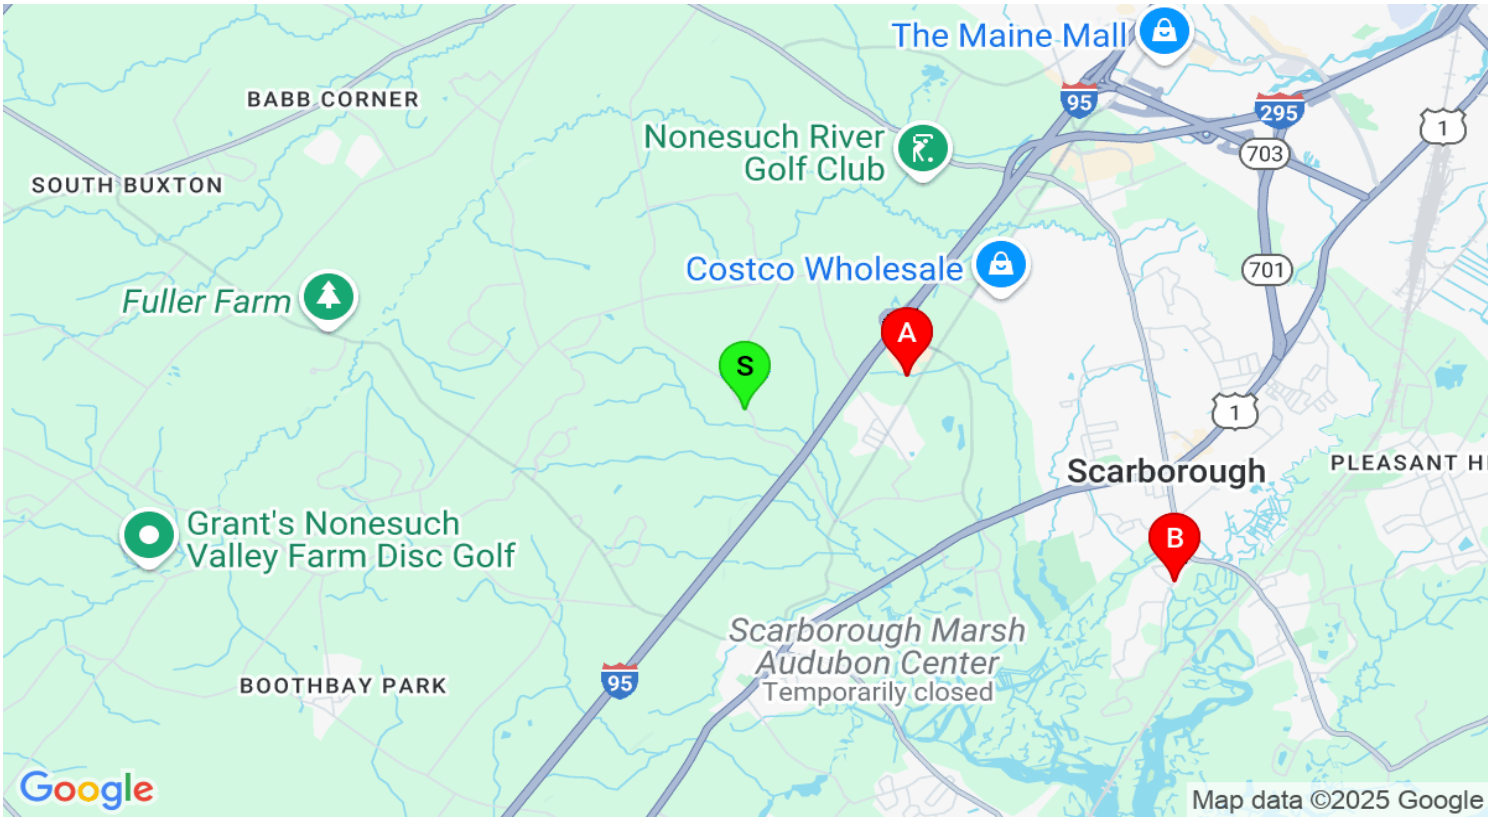 The Maine Mall
95
295
1
BABB CORNER
Nonesuch River
Golf Club
703
SOUTH BUXTON
Costco Wholesale
701
Fuller Farm
A
S
1
Scarborough
PLEASANT HI
Grant's Nonesuch
Valley Farm Disc Golf
B
Scarborough Marsh
Audubon Center
Temporarily closed
95
BOOTHBAY PARK
Google
Map data ©2025 Google